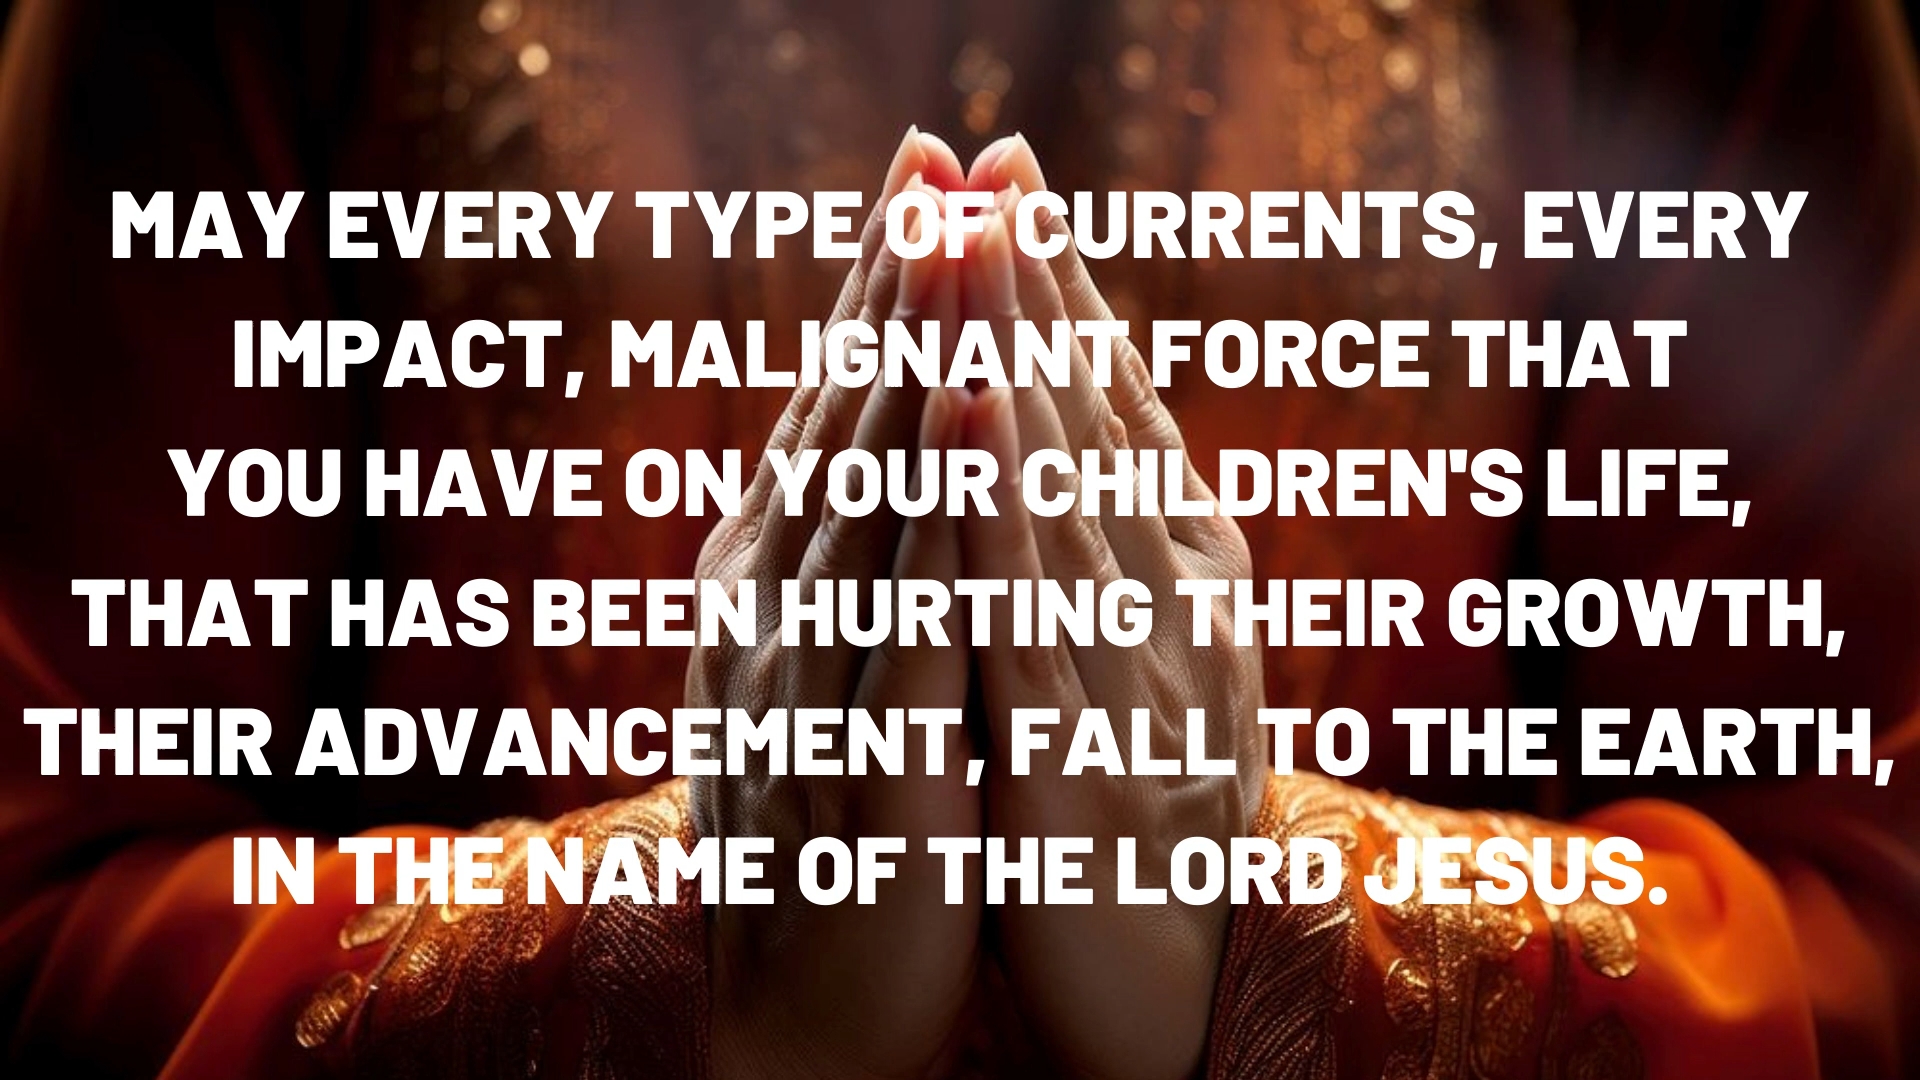 MAY EVERY TYPE OF CURRENTS, EVERY
IMPACT, MALIGNANT FORCE THAT
YOU HAVE ON YOUR CHILDREN'S LIFE,
THAT HAS BEEN HURTING THEIR GROWTH,
THEIR ADVANCEMENT, FALL TO THE EARTH,
IN THE NAME OF THE LORD JESUS.